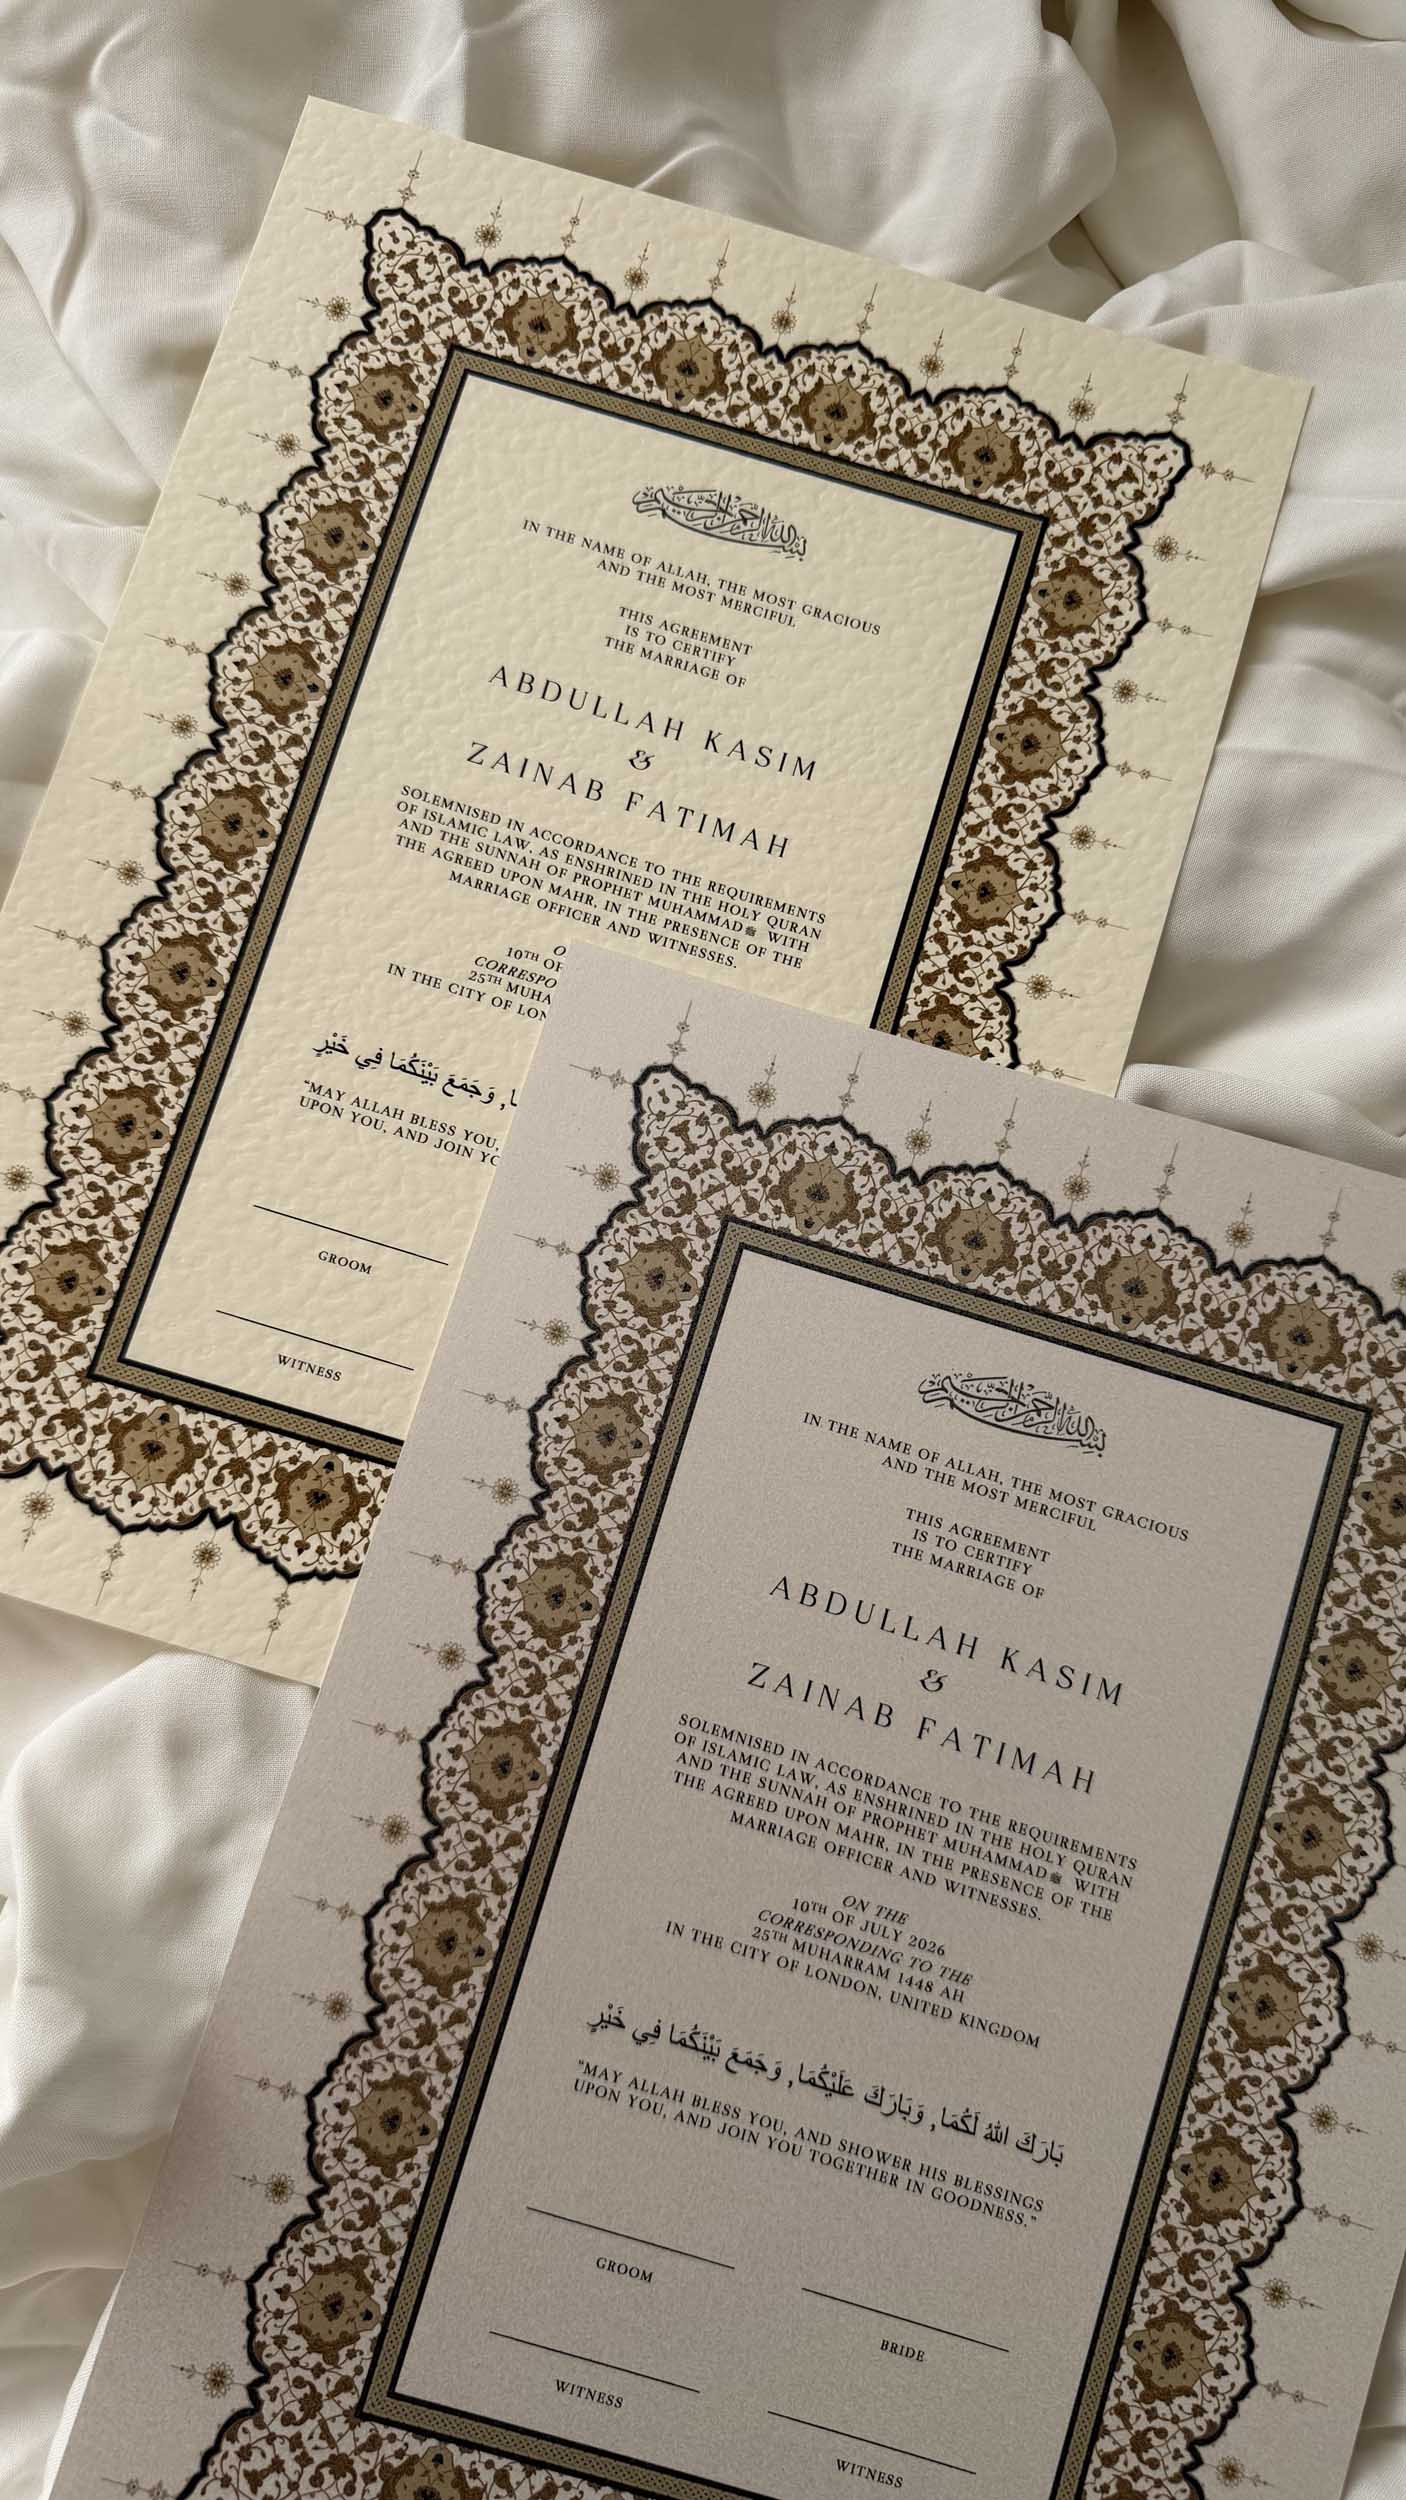 بسم الله الرحمن الرحيم
IN THE NAME OF ALLAH, THE MOST GRACIOUS
AND THE MOST MERCIFUL
THIS AGREEMENT
IS TO CERTIFY
THE MARRIAGE OF
ABDULLAH KASIM
&
ZAINAB FATIMAH
SOLEMNISED IN ACCORDANCE TO THE REQUIREMENTS
OF ISLAMIC LAW, AS ENSHRINED IN THE HOLY QURAN
AND THE SUNNAH OF PROPHET MUHAMMADﷺ WITH
THE AGREED UPON MAHR, IN THE PRESENCE OF THE
MARRIAGE OFFICER AND WITNESSES.
10TH OF
CORRESPO
25TH MUHA
IN THE CITY OF LON
وَجَمَعَ بَيْنَكُمَا فِي خَيْرٍ
"MAY ALLAH BLESS YOU,
UPON YOU, AND JOIN YO
GROOM
WITNESS
بسم الله الرحمن الرحيم
IN THE NAME OF ALLAH, THE MOST GRACIOUS
AND THE MOST MERCIFUL
THIS AGREEMENT
IS TO CERTIFY
THE MARRIAGE OF
ABDULLAH KASIM
&
ZAINAB FATIMAH
SOLEMNISED IN ACCORDANCE TO THE REQUIREMENTS
OF ISLAMIC LAW, AS ENSHRINED IN THE HOLY QURAN
AND THE SUNNAH OF PROPHET MUHAMMADﷺ WITH
THE AGREED UPON MAHR, IN THE PRESENCE OF THE
MARRIAGE OFFICER AND WITNESSES.
ON THE
10TH OF JULY 2026
CORRESPONDING TO THE
25TH MUHARRAM 1448 AH
IN THE CITY OF LONDON, UNITED KINGDOM
بَارَكَ اللهُ لَكُمَا, وَبَارَكَ عَلَيْكُمَا, وَجَمَعَ بَيْنَكُمَا فِي خَيْرٍ
"MAY ALLAH BLESS YOU, AND SHOWER HIS BLESSINGS
UPON YOU, AND JOIN YOU TOGETHER IN GOODNESS."
GROOM
BRIDE
WITNESS
WITNESS